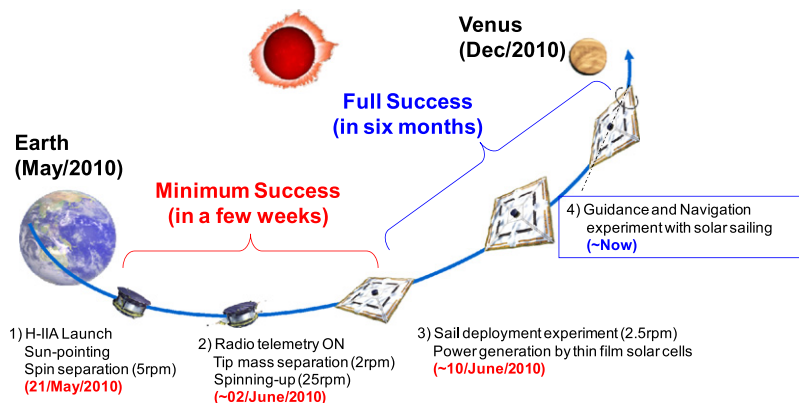 Venus
(Dec/2010)
Full Success
(in six months)
Earth
(May/2010)
Minimum Success
(in a few weeks)
4) Guidance and Navigation
experiment with solar sailing
(~Now)
1) H-IIA Launch
Sun-pointing
Spin separation (5rpm)
(21/May/2010)
2) Radio telemetry ON
Tip mass separation (2rpm)
Spinning-up (25rpm)
(~02/June/2010)
3) Sail deployment experiment (2.5rpm)
Power generation by thin film solar cells
(~10/June/2010)